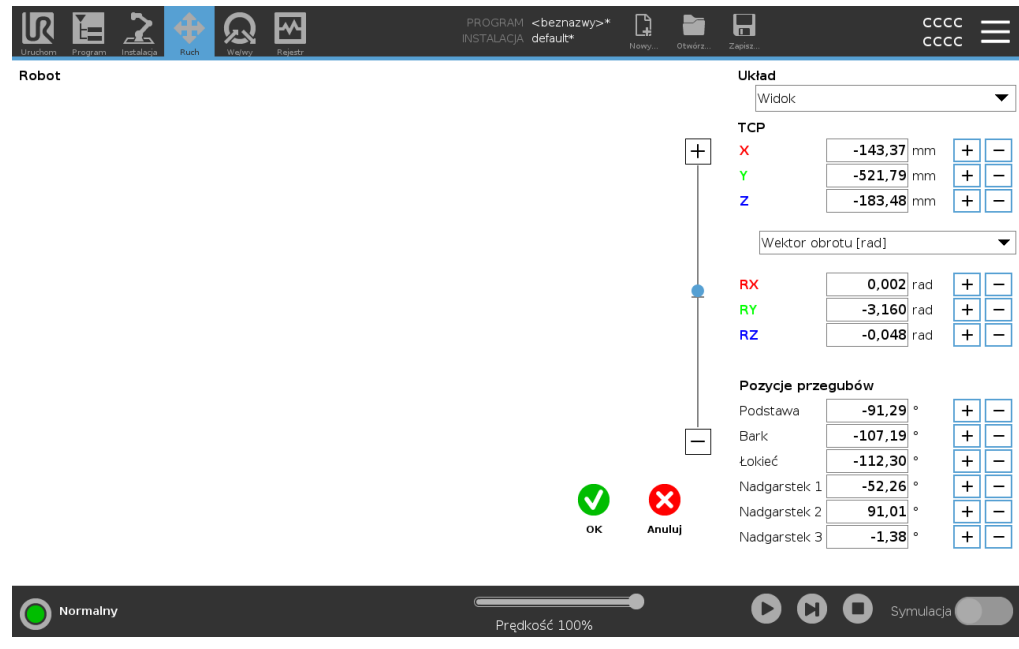 PROGRAM <beznazwy>*
INSTALACJA default*
Uruchom Program Instalacja Ruch We/wy Rejestr
Nowy... Otwórz... Zapisz...
CCCC
CCCC
Robot
Układ
Widok
TCP
X -143,37 mm + −
Y -521,79 mm + −
Z -183,48 mm + −
Wektor obrotu [rad]
RX 0,002 rad + −
RY -3,160 rad + −
RZ -0,048 rad + −
Pozycje przegubów
Podstawa -91,29 ° + −
Bark -107,19 ° + −
Łokieć -112,30 ° + −
Nadgarstek 1 -52,26 ° + −
Nadgarstek 2 91,01 ° + −
Nadgarstek 3 -1,38 ° + −
OK Anuluj
Normalny
Prędkość 100%
Symulacja